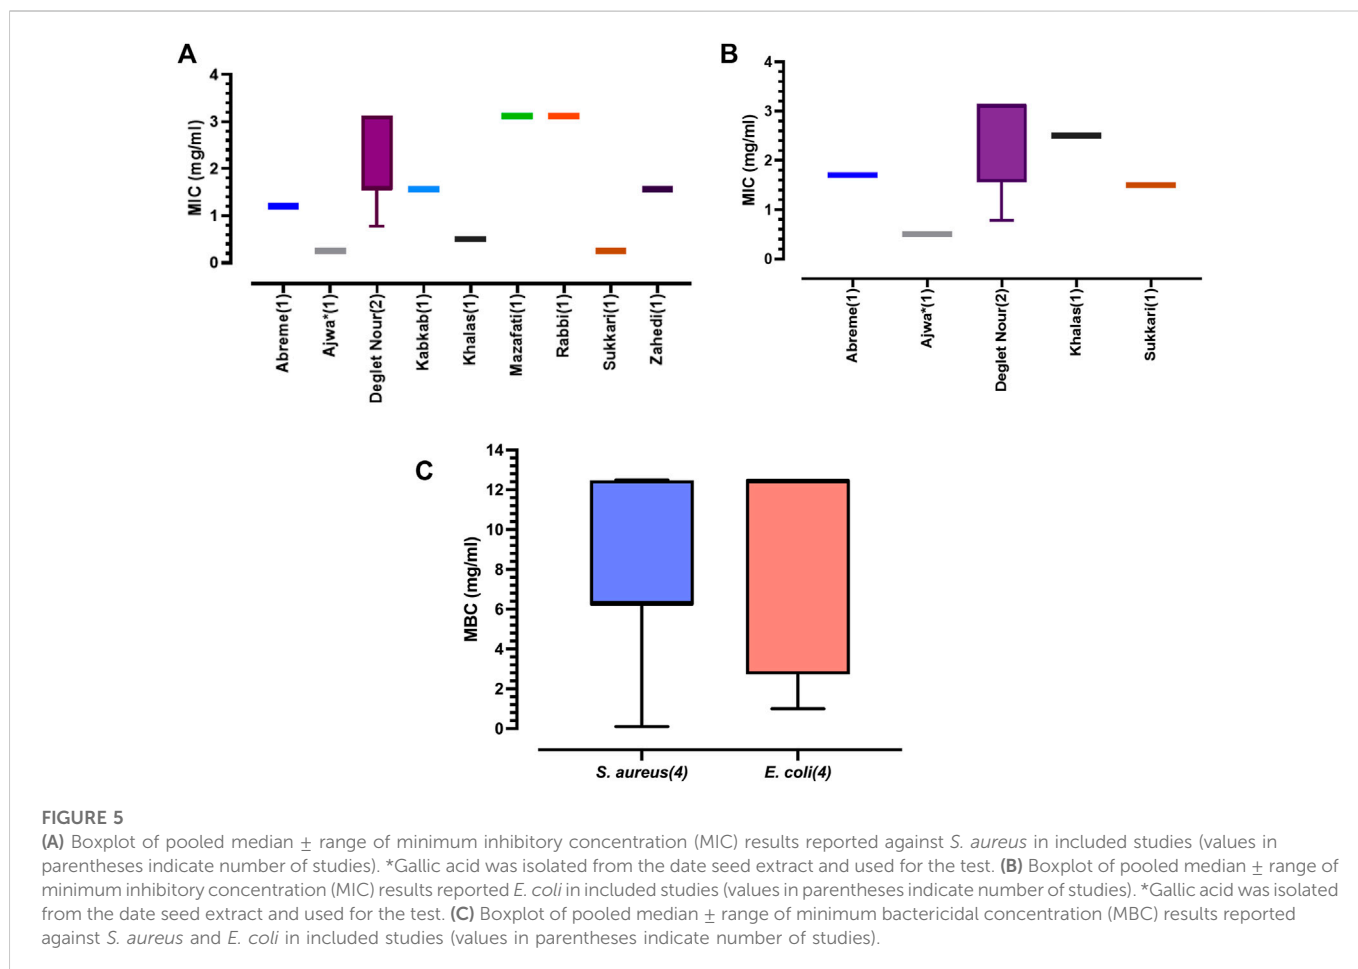 A
MIC (mg/ml)
4
3
2
1
0
Abreme(1)
Ajwa*(1)
Deglet Nour(2)
Kabkab(1)
Khalas(1)
Mazafati(1)
Rabbi(1)
Sukkari(1)
Zahedi(1)
B
MIC (mg/ml)
4
3
2
1
0
Abreme(1)
Ajwa*(1)
Deglet Nour(2)
Khalas(1)
Sukkari(1)
C
MBC (mg/ml)
14
12
10
8
6
4
2
0
S. aureus(4)
E. coli(4)
FIGURE 5
(A) Boxplot of pooled median ± range of minimum inhibitory concentration (MIC) results reported against S. aureus in included studies (values in
parentheses indicate number of studies). *Gallic acid was isolated from the date seed extract and used for the test. (B) Boxplot of pooled median ± range of
minimum inhibitory concentration (MIC) results reported E. coli in included studies (values in parentheses indicate number of studies). *Gallic acid was isolated
from the date seed extract and used for the test. (C) Boxplot of pooled median ± range of minimum bactericidal concentration (MBC) results reported
against S. aureus and E. coli in included studies (values in parentheses indicate number of studies).